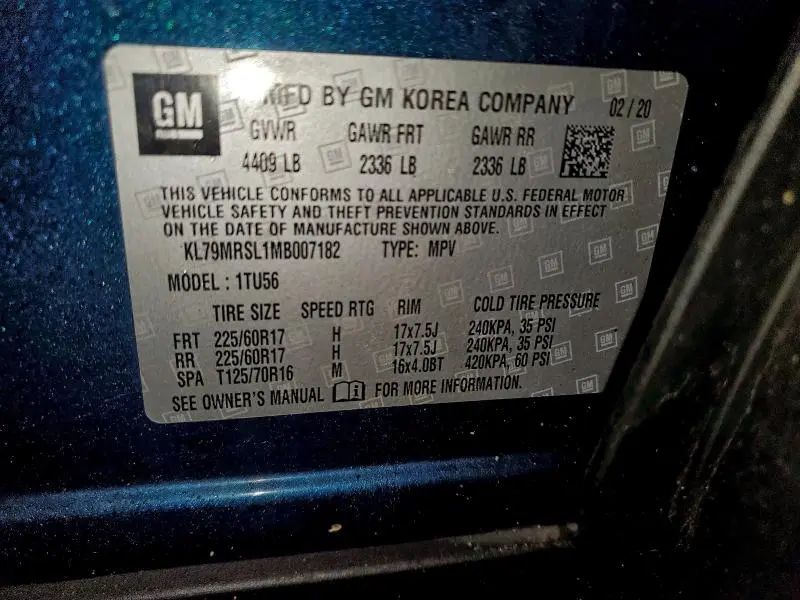 GM
MFD BY GM KOREA COMPANY 02/20
GVWR GAWR FRT GAWR RR
4409 LB 2336 LB 2336 LB
THIS VEHICLE CONFORMS TO ALL APPLICABLE U.S. FEDERAL MOTOR
VEHICLE SAFETY AND THEFT PREVENTION STANDARDS IN EFFECT
ON THE DATE OF MANUFACTURE SHOWN ABOVE.
KL79MRSL1MB007182 TYPE: MPV
MODEL : 1TU56
TIRE SIZE SPEED RTG RIM COLD TIRE PRESSURE
FRT 225/60R17 H 17x7.5J 240KPA, 35 PSI
RR 225/60R17 H 17x7.5J 240KPA, 35 PSI
SPA T125/70R16 M 16x4.0BT 420KPA, 60 PSI
SEE OWNER'S MANUAL FOR MORE INFORMATION.